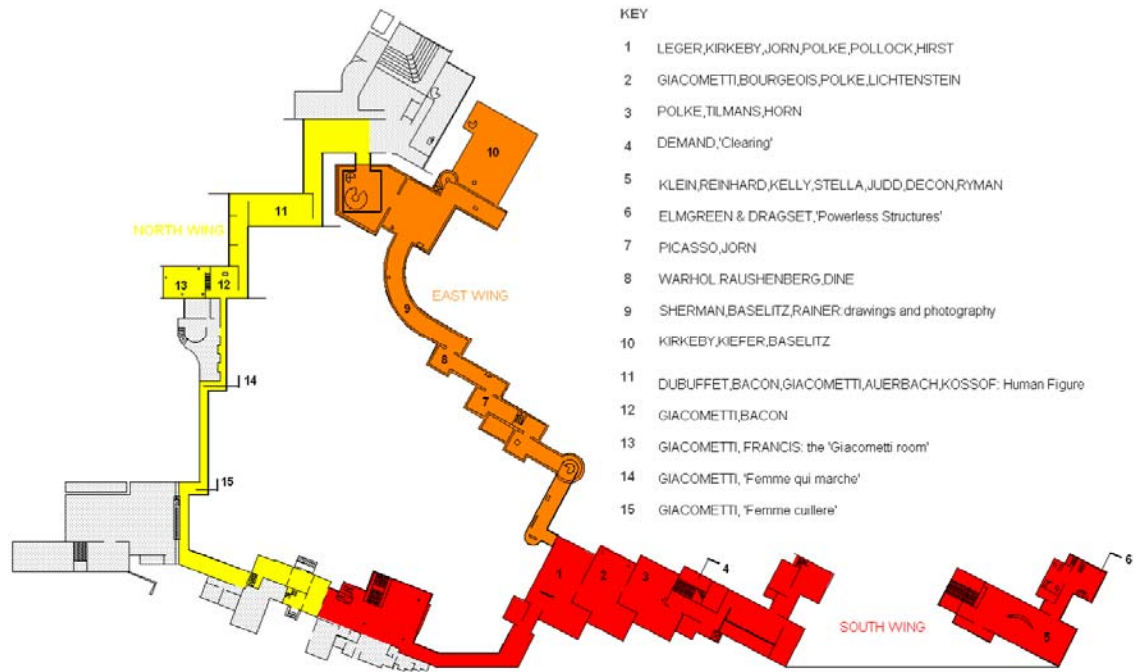 KEY
1 LEGER,KIRKEBY,JORN,POLKE,POLLOCK,HIRST
2 GIACOMETTI,BOURGEOIS,POLKE,LICHTENSTEIN
3 POLKE,TILMANS,HORN
4 DEMAND,'Clearing'
5 KLEIN,REINHARD,KELLY,STELLA,JUDD,DECON,RYMAN
6 ELMGREEN & DRAGSET,'Powerless Structures'
7 PICASSO,JORN
8 WARHOL RAUSHENBERG,DINE
9 SHERMAN,BASELITZ,RAINER:drawings and photography
10 KIRKEBY,KIEFER,BASELITZ
11 DUBUFFET,BACON,GIACOMETTI,AUERBACH,KOSSOF: Human Figure
12 GIACOMETTI,BACON
13 GIACOMETTI, FRANCIS: the 'Giacometti room'
14 GIACOMETTI, 'Femme qui marche'
15 GIACOMETTI, 'Femme cuillere'
10
11
NORTH WING
13 12
EAST WING
9
8
14
7
15
1 2 3 4
6
SOUTH WING
5